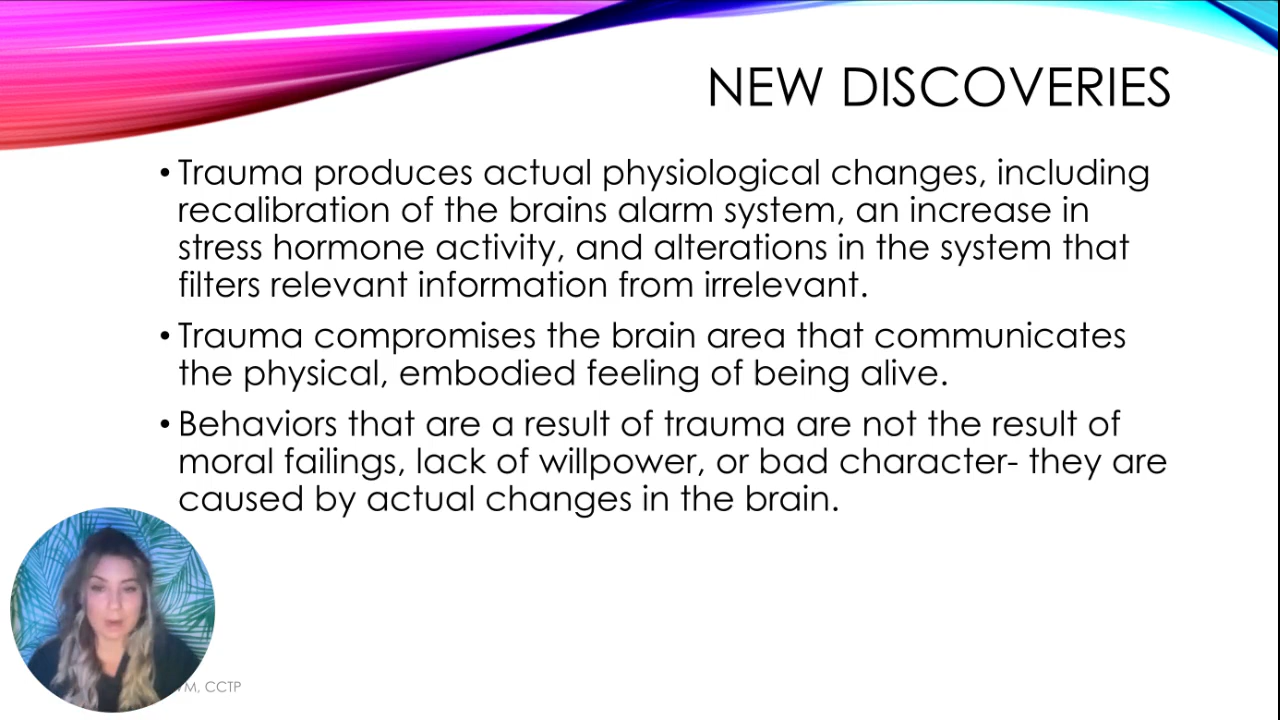 NEW DISCOVERIES
• Trauma produces actual physiological changes, including
recalibration of the brains alarm system, an increase in
stress hormone activity, and alterations in the system that
filters relevant information from irrelevant.
• Trauma compromises the brain area that communicates
the physical, embodied feeling of being alive.
• Behaviors that are a result of trauma are not the result of
moral failings, lack of willpower, or bad character- they are
caused by actual changes in the brain.
CCTP